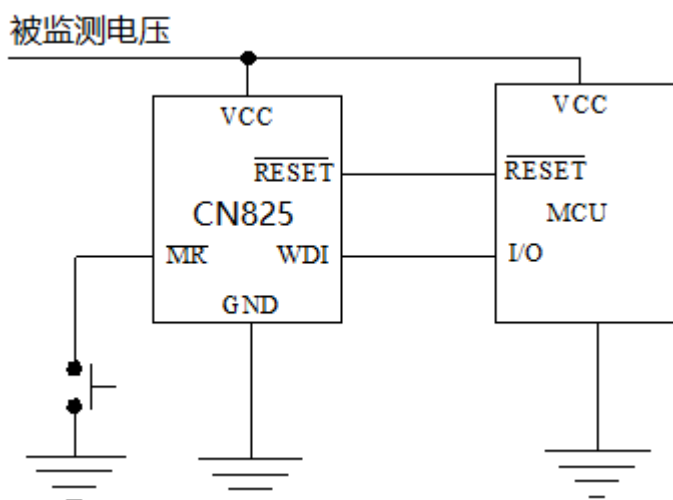 被监测电压
VCC
VCC
RESET
RESET
CN825
MCU
MR
WDI
I/O
GND